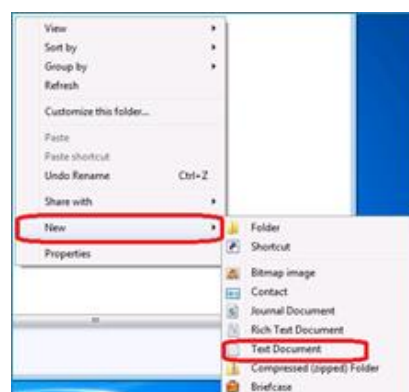 View
Sort by
Group by
Refresh
Customize this folder...
Paste
Paste shortcut
Undo Rename Ctrl+Z
Share with
New
Properties
Folder
Shortcut
Bitmap image
Contact
Journal Document
Rich Text Document
Text Document
Compressed (zipped) Folder
Briefcase